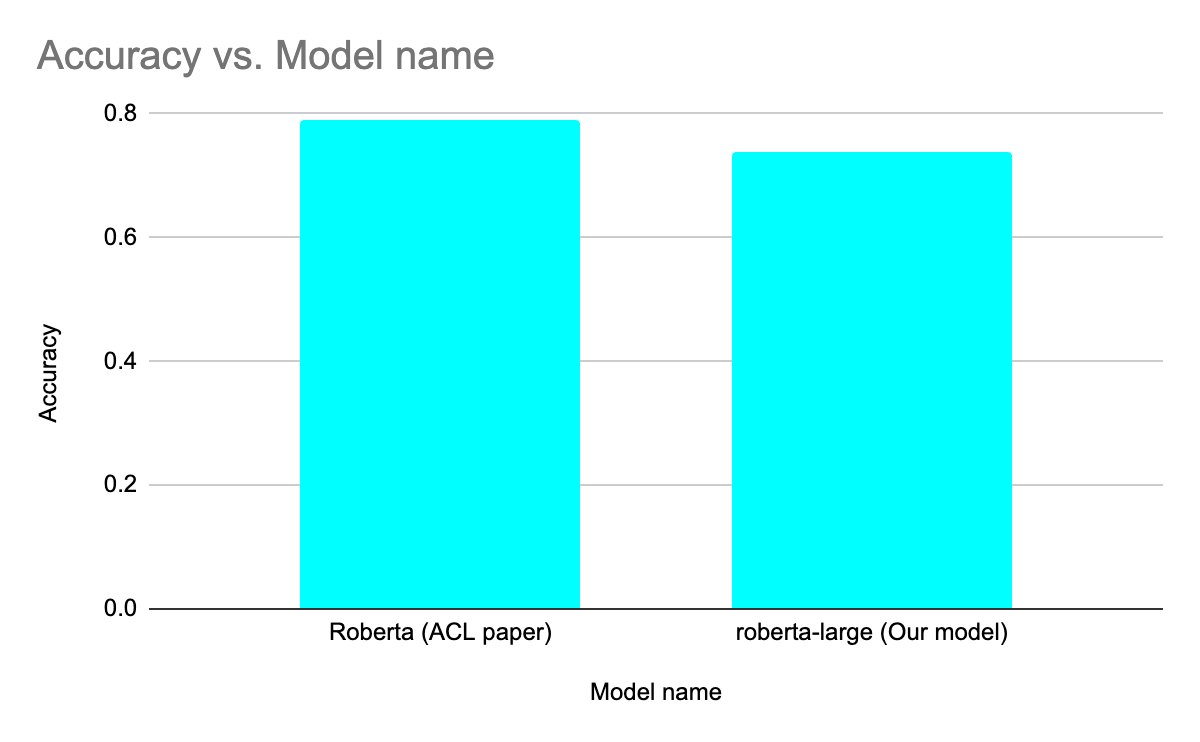 Accuracy vs. Model name
0.8
0.6
0.4
0.2
0.0
Accuracy
Roberta (ACL paper)
roberta-large (Our model)
Model name